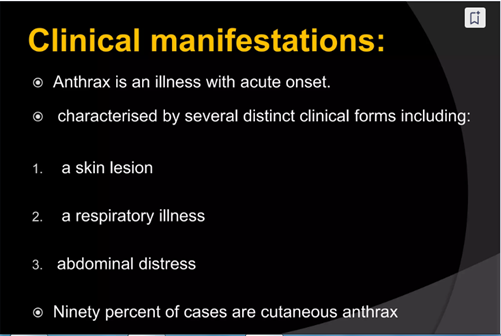 Clinical manifestations:
Anthrax is an illness with acute onset.
characterised by several distinct clinical forms including:
1. a skin lesion
2. a respiratory illness
3. abdominal distress
Ninety percent of cases are cutaneous anthrax